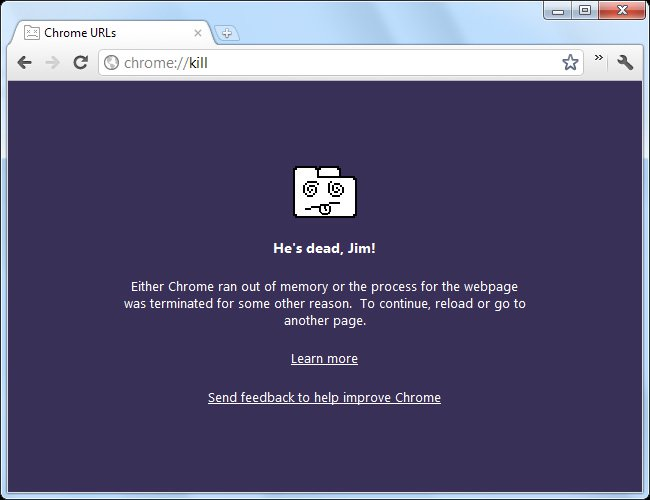 Chrome URLs
chrome://kill
He's dead, Jim!
Either Chrome ran out of memory or the process for the webpage
was terminated for some other reason.  To continue, reload or go to
another page.
Learn more
Send feedback to help improve Chrome